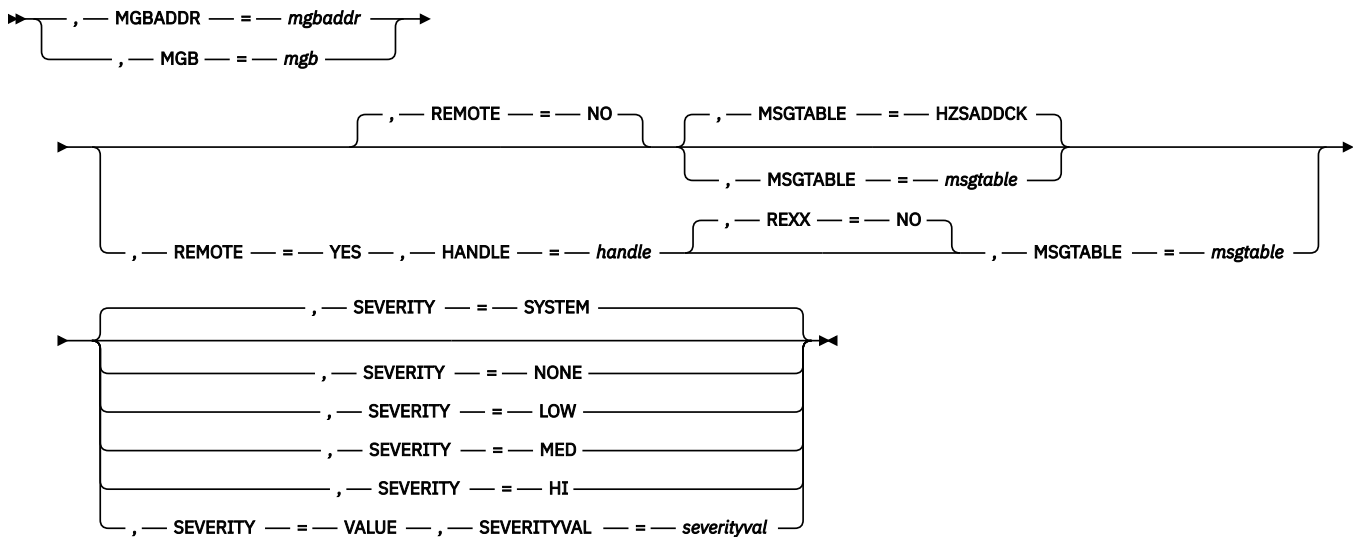 , MGBADDR = mgbaddr
, MGB = mgb
, REMOTE = NO , MSGTABLE = HZSADDCK
, MSGTABLE = msgtable
, REXX = NO
, REMOTE = YES , HANDLE = handle , MSGTABLE = msgtable
, SEVERITY = SYSTEM
, SEVERITY = NONE
, SEVERITY = LOW
, SEVERITY = MED
, SEVERITY = HI
, SEVERITY = VALUE , SEVERITYVAL = severityval